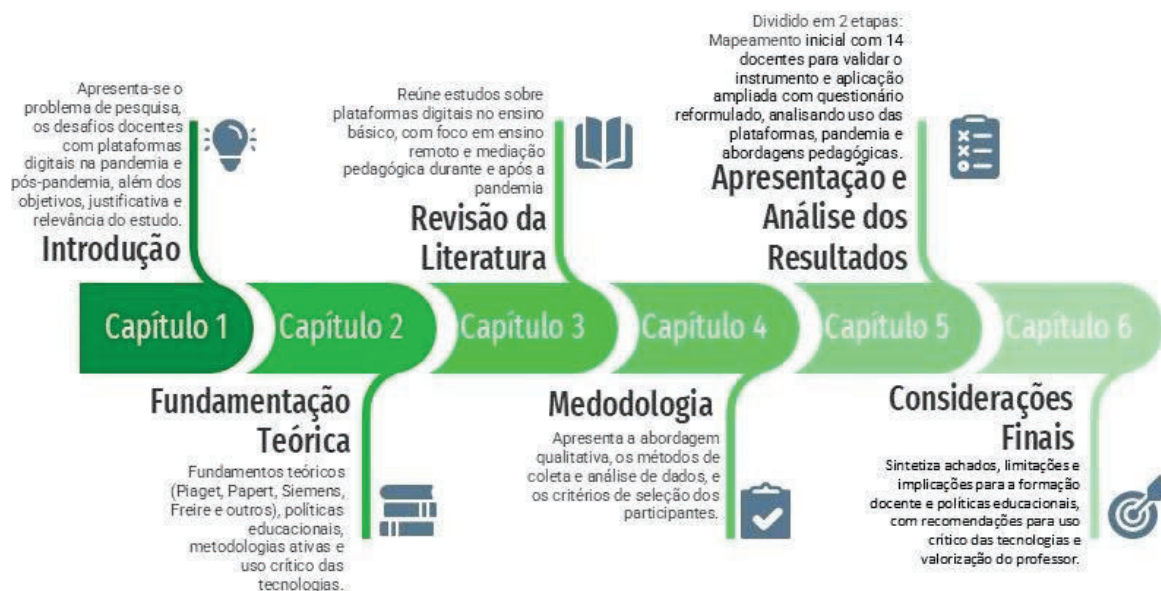 Apresenta-se o
problema de pesquisa,
os desafios docentes
com plataformas
digitais na pandemia e
pós-pandemia, além dos
objetivos, justificativa e
relevância do estudo.
Introdução
Reúne estudos sobre
plataformas digitais no ensino
básico, com foco em ensino
remoto e mediação
pedagógica durante e após a
pandemia
Revisão da
Literatura
Dividido em 2 etapas:
Mapeamento inicial com 14
docentes para validar o
instrumento e aplicação
ampliada com questionário
reformulado, analisando uso das
plataformas, pandemia e
abordagens pedagógicas.
Apresentação e
Análise dos
Resultados
Capítulo 1
Capítulo 2
Capítulo 3
Capítulo 4
Capítulo 5
Capítulo 6
Fundamentação
Teórica
Fundamentos teóricos
(Piaget, Papert, Siemens,
Freire e outros), políticas
educacionais,
metodologias ativas e
uso crítico das
tecnologias.
Medodologia
Apresenta a abordagem
qualitativa, os métodos de
coleta e análise de dados, e
os critérios de seleção dos
participantes.
Considerações
Finais
Sintetiza achados, limitações e
implicações para a formação
docente e políticas educacionais,
com recomendações para uso
crítico das tecnologias e
valorização do professor.